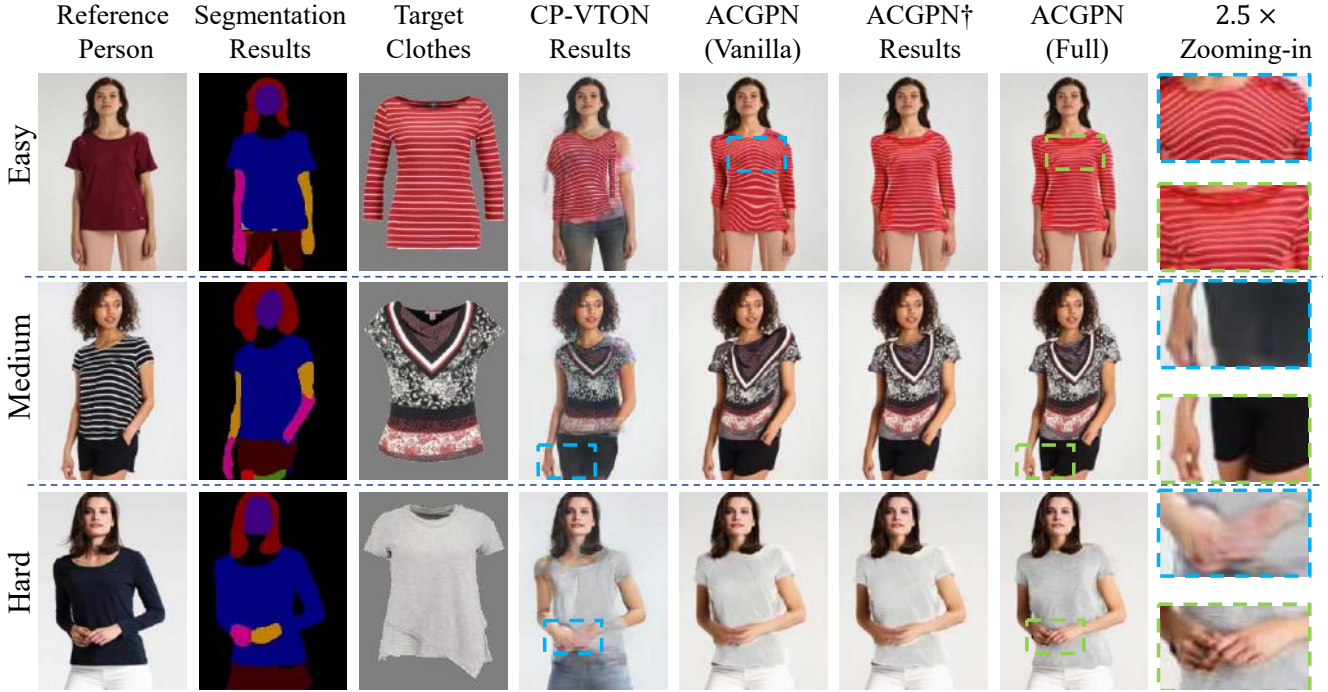 Reference Person
Segmentation Results
Target Clothes
CP-VTON Results
ACGPN (Vanilla)
ACGPN† Results
ACGPN (Full)
2.5 × Zooming-in
Easy
Medium
Hard